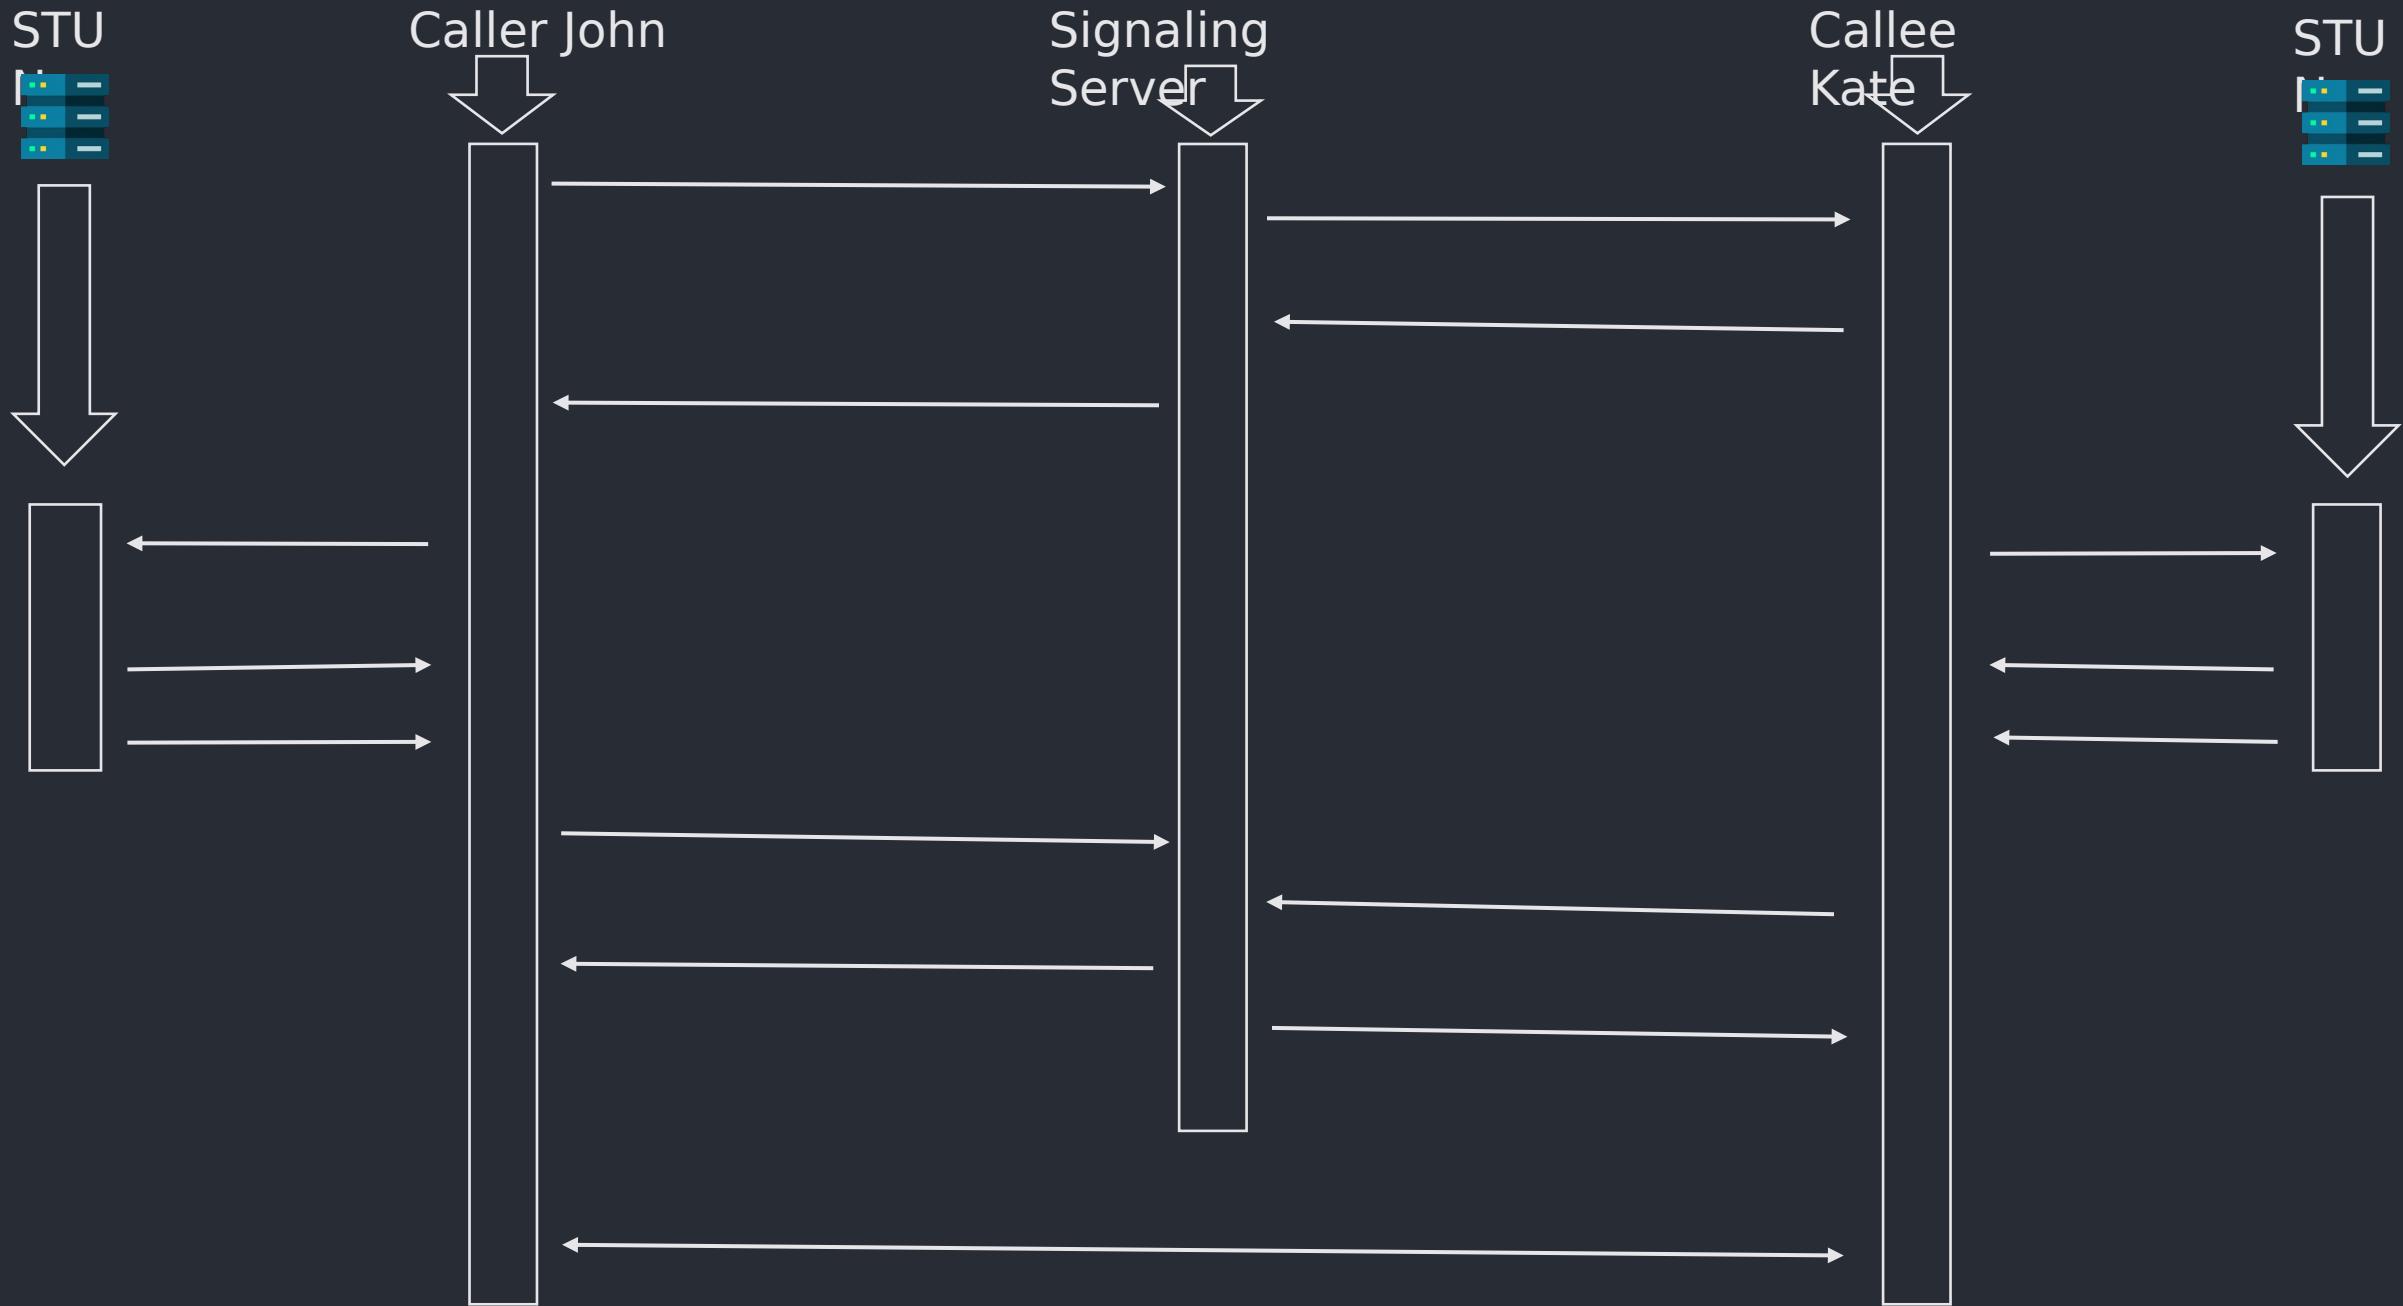 STU
N
Caller John
Signaling
Server
Callee
Kate
STU
N